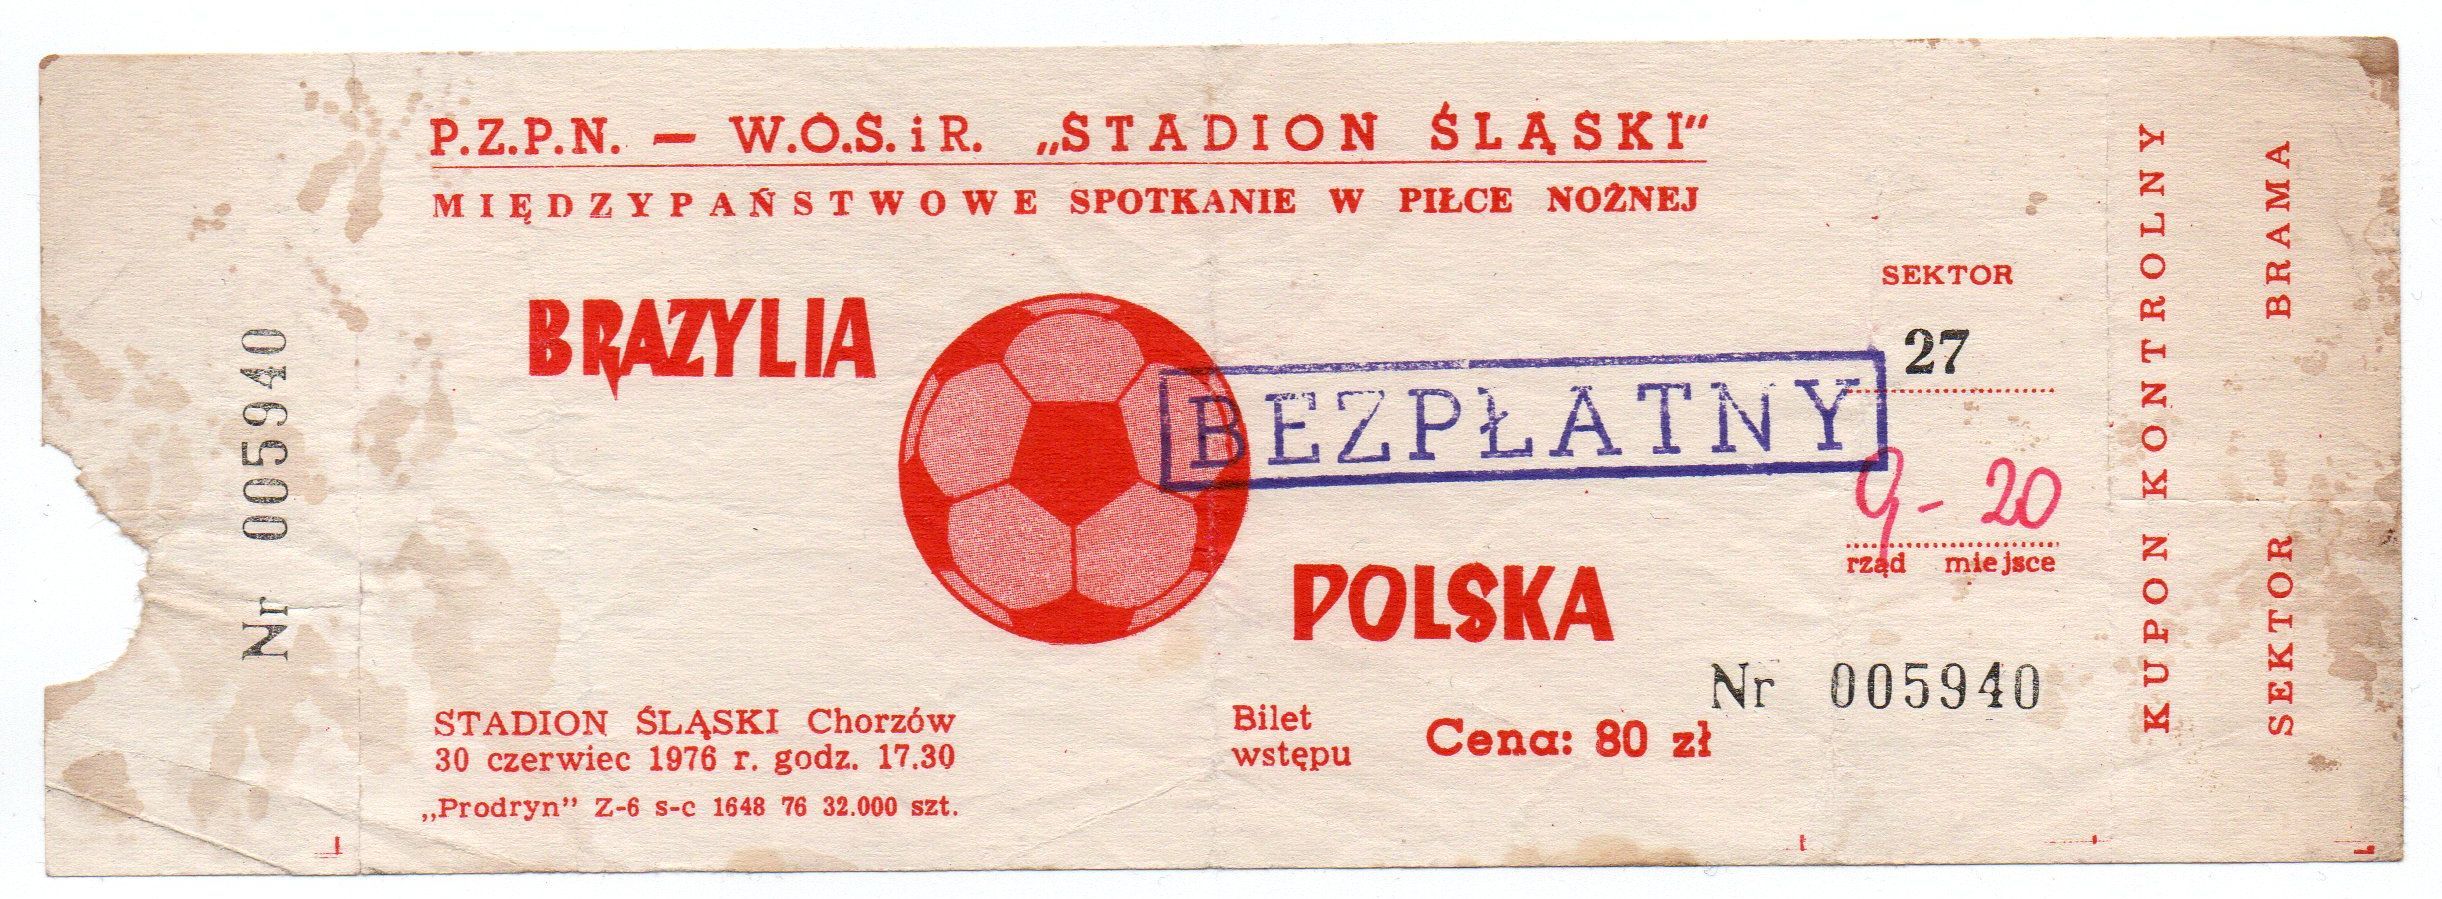 P.Z.P.N. — W.O.S.iR. „STADION ŚLĄSKI“
MIĘDZYPAŃSTWOWE SPOTKANIE W PIŁCE NOŻNEJ
Nr 005940
BRAZYLIA
POLSKA
BEZPŁATNY
SEKTOR
27
9 - 20
rząd miejsce
Nr 005940
STADION ŚLĄSKI Chorzów
30 czerwiec 1976 r. godz. 17.30
„Prodryn” Z-6 s-c 1648 76 32.000 szt.
Bilet
wstępu
Cena: 80 zł
KUPON KONTROLNY
SEKTOR BRAMA